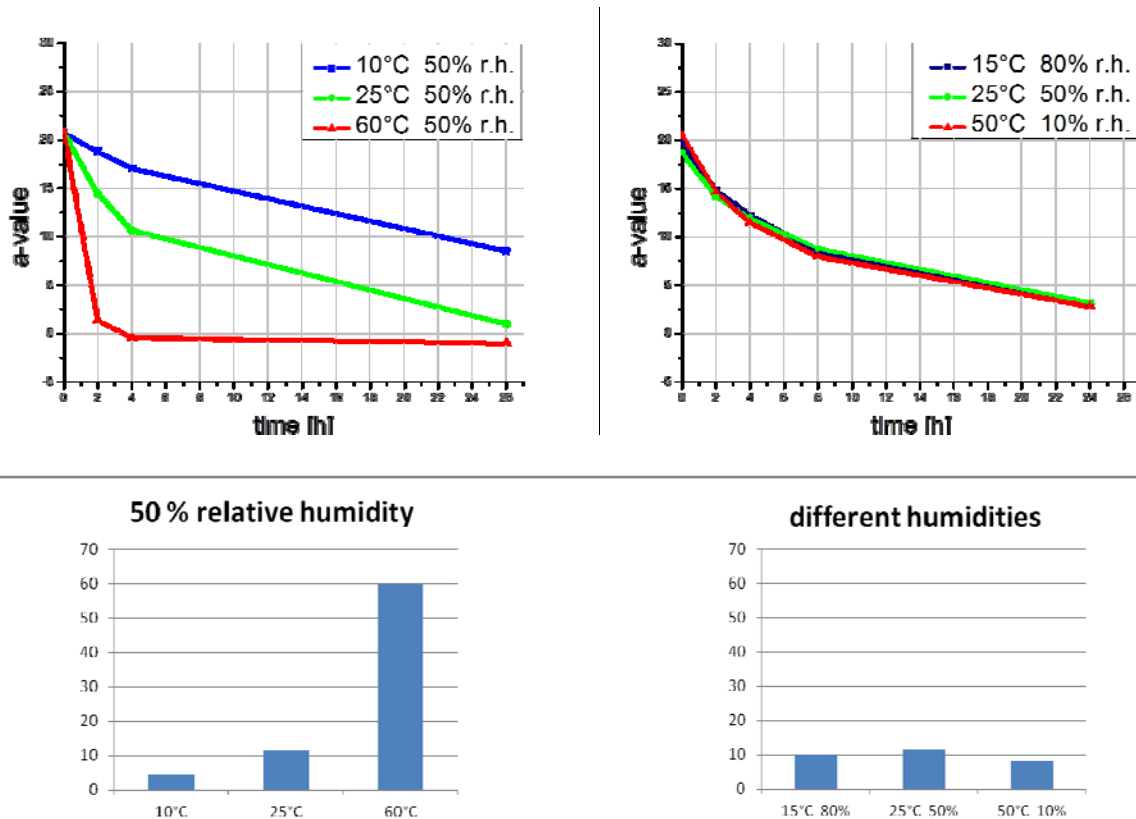 10°C 50% r.h.
25°C 50% r.h.
60°C 50% r.h.
30
25
20
15
10
5
0
-5
a-value
0 2 4 6 8 10 12 14 16 18 20 22 24 26
time [h]
15°C 80% r.h.
25°C 50% r.h.
50°C 10% r.h.
30
25
20
15
10
5
0
-5
a-value
0 2 4 6 8 10 12 14 16 18 20 22 24 26
time [h]
50 % relative humidity
70
60
50
40
30
20
10
0
10°C 25°C 60°C
different humidities
70
60
50
40
30
20
10
0
15°C 80% 25°C 50% 50°C 10%